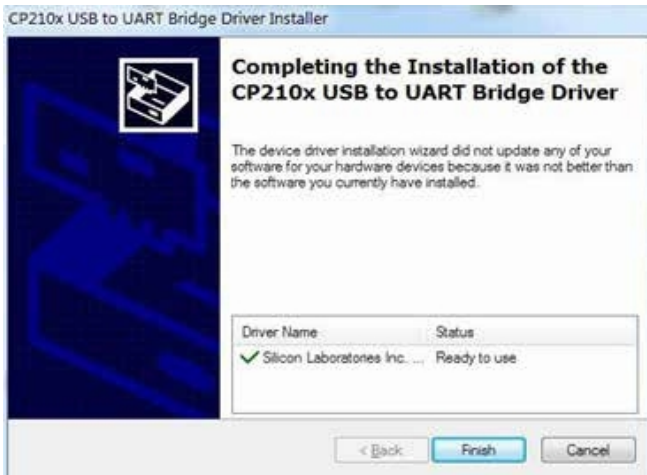 CP210x USB to UART Bridge Driver Installer
Completing the Installation of the
CP210x USB to UART Bridge Driver
The device driver installation wizard did not update any of your
software for your hardware devices because it was not better than
the software you currently have installed.
Driver Name Status
Silicon Laboratories Inc. ... Ready to use
< Back Finish Cancel